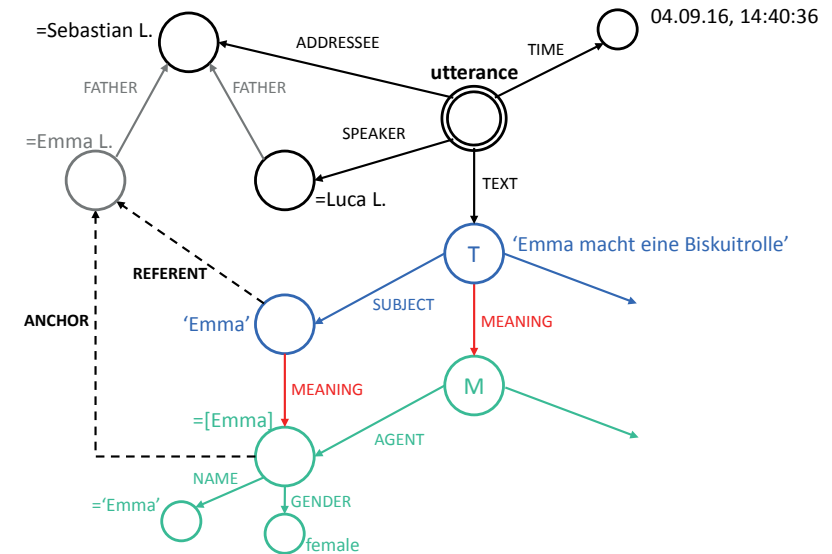 04.09.16, 14:40:36
=Sebastian L.
ADDRESSEE
TIME
utterance
FATHER
FATHER
SPEAKER
=Emma L.
=Luca L.
TEXT
T
‘Emma macht eine Biskuitrolle’
REFERENT
SUBJECT
ANCHOR
‘Emma’
MEANING
MEANING
M
=[Emma]
AGENT
NAME
=‘Emma’
GENDER
female